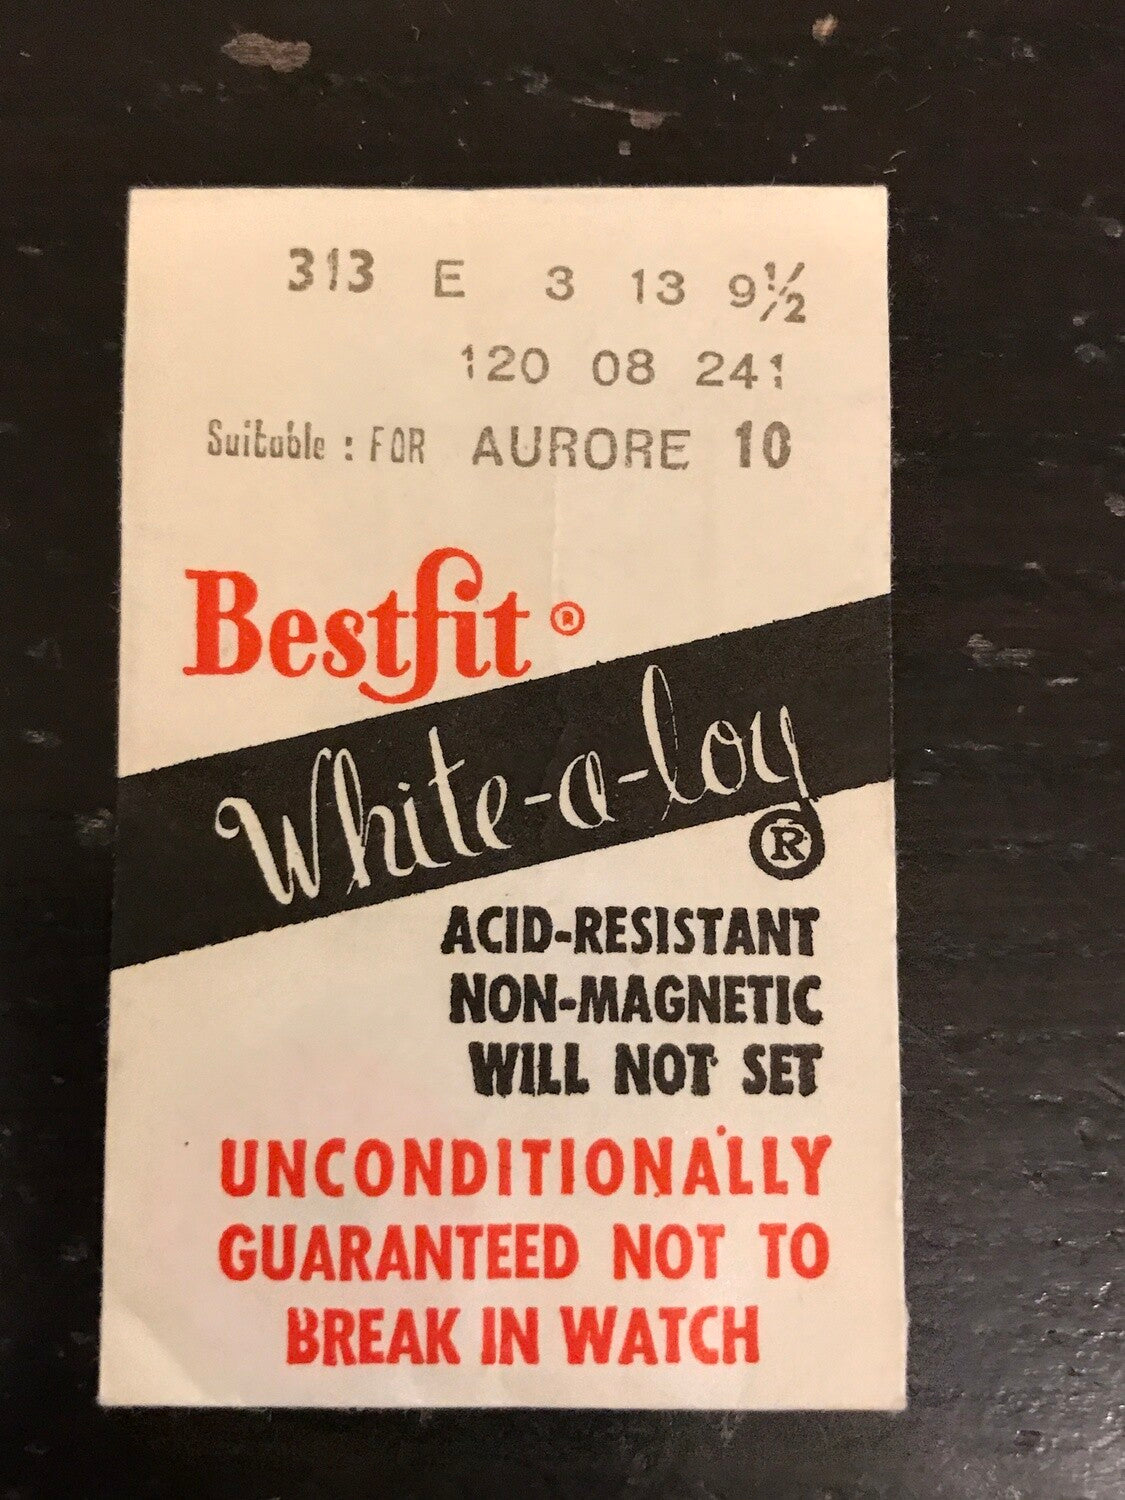 313 E 3 13 9½
120 08 241
Suitable : FOR AURORE 10
Bestfit ®
White-a-loy
®
ACID-RESISTANT
NON-MAGNETIC
WILL NOT SET
UNCONDITIONALLY
GUARANTEED NOT TO
BREAK IN WATCH